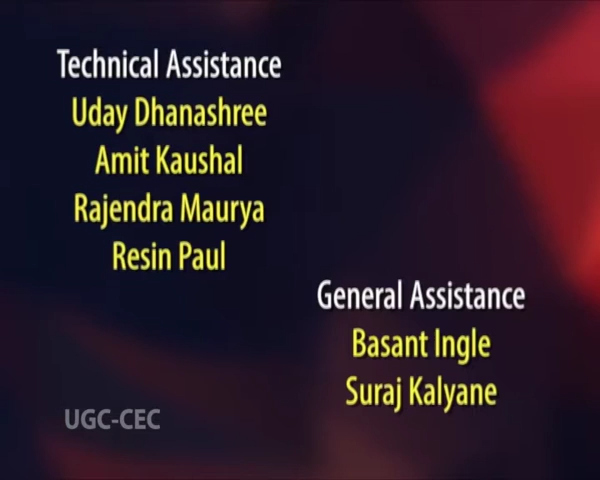 Technical Assistance
Uday Dhanashree
Amit Kaushal
Rajendra Maurya
Resin Paul
General Assistance
Basant Ingle
Suraj Kalyane
UGC-CEC